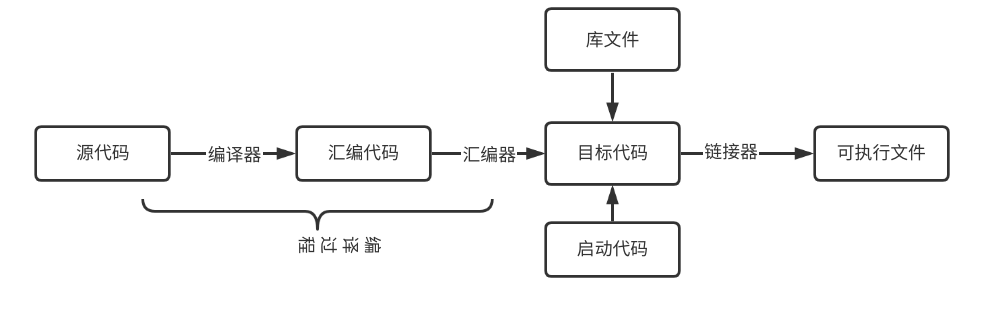 库文件
源代码
编译器
汇编代码
汇编器
目标代码
链接器
可执行文件
编译过程
启动代码